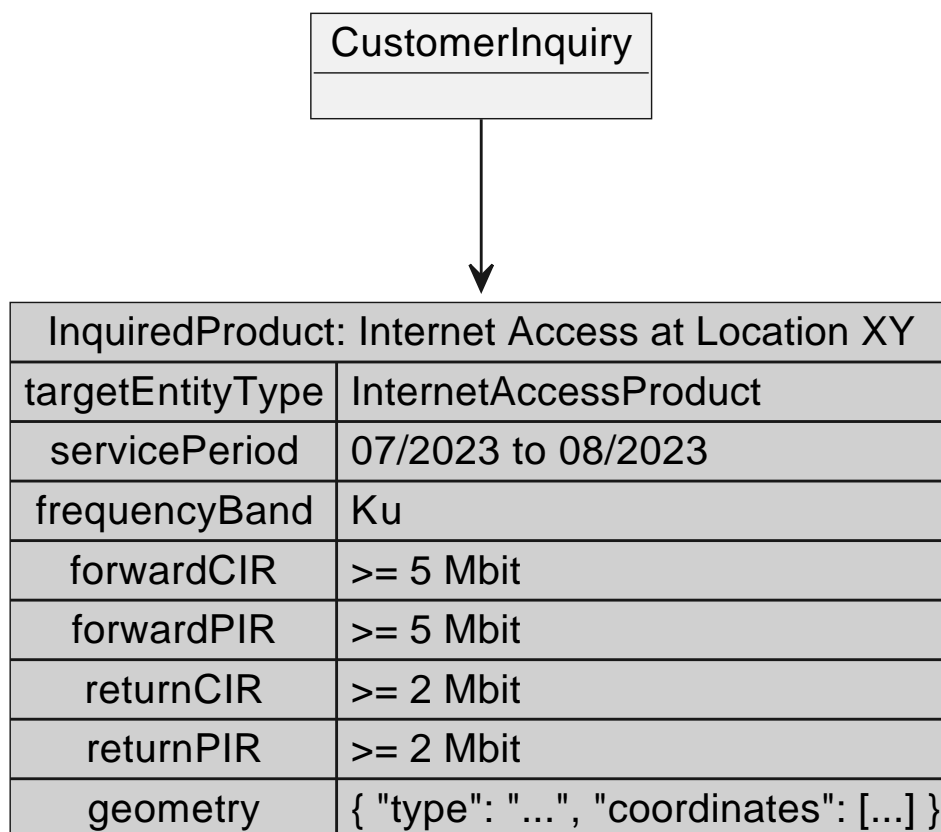 CustomerInquiry
InquiredProduct: Internet Access at Location XY
targetEntityType InternetAccessProduct
servicePeriod 07/2023 to 08/2023
frequencyBand Ku
forwardCIR >= 5 Mbit
forwardPIR >= 5 Mbit
returnCIR >= 2 Mbit
returnPIR >= 2 Mbit
geometry { "type": "...", "coordinates": [...] }